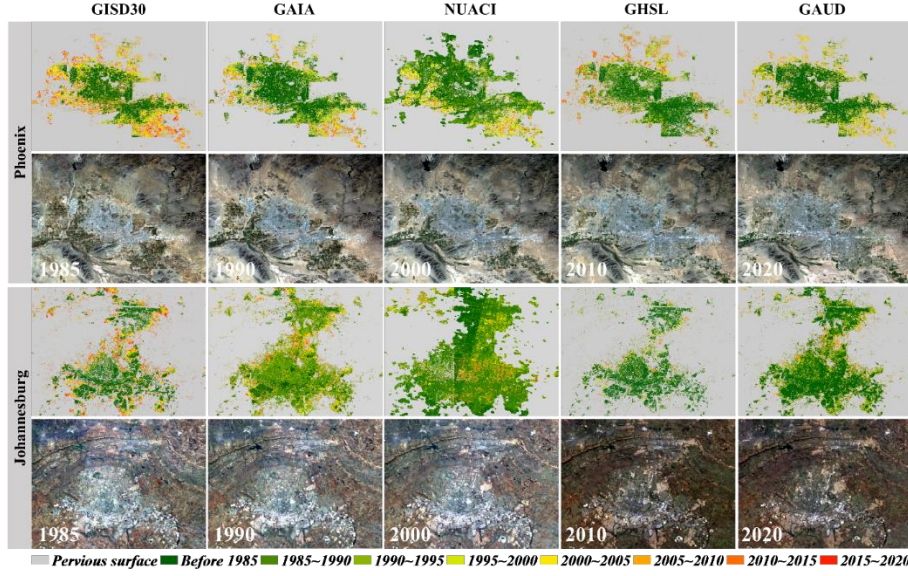 GISD30 GAIA NUACI GHSL GAUD
Phoenix
1985 1990 2000 2010 2020
Johannesburg
1985 1990 2000 2010 2020
Pervious surface Before 1985 1985~1990 1990~1995 1995~2000 2000~2005 2005~2010 2010~2015 2015~2020